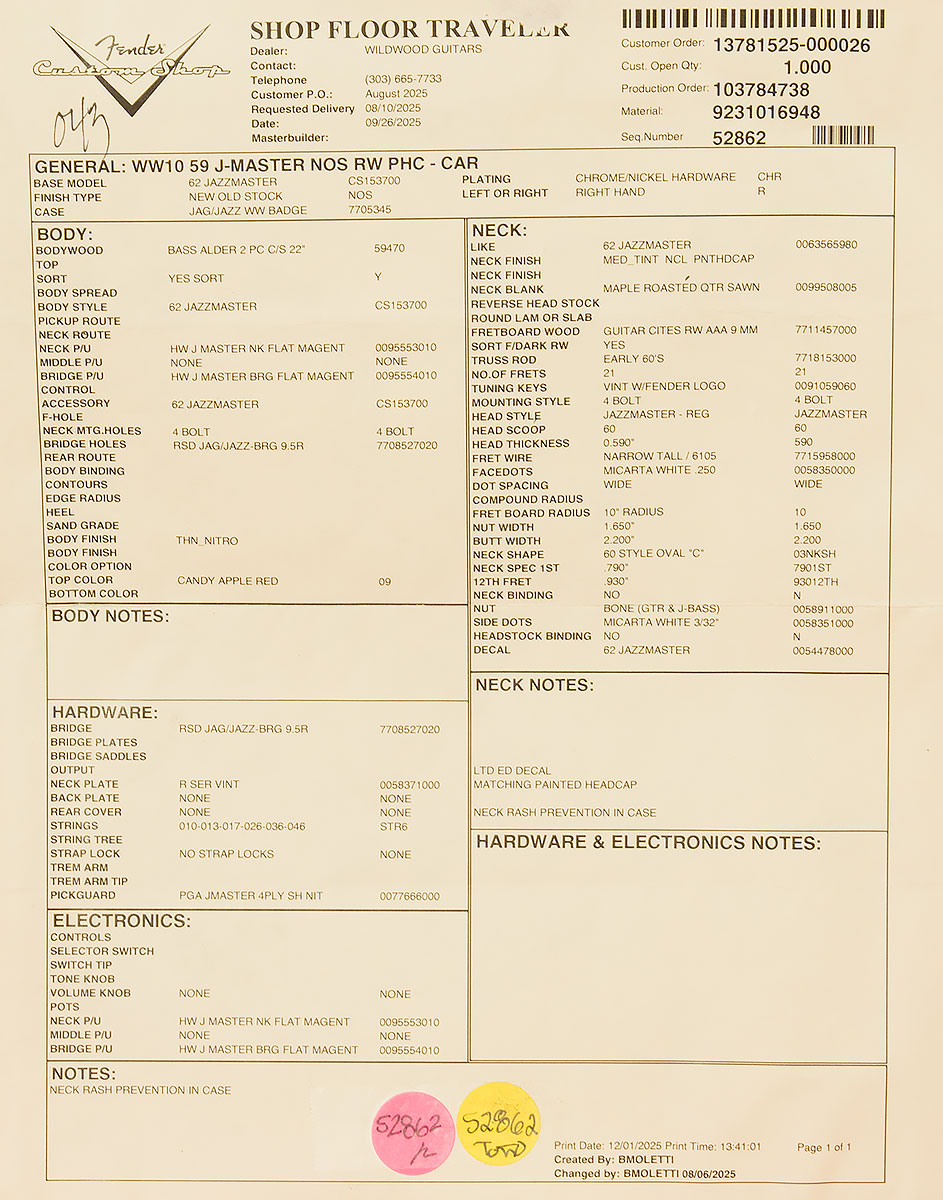 Fender
Custom Shop
043
SHOP FLOOR TRAVELER
Dealer: WILDWOOD GUITARS
Contact:
Telephone (303) 665-7733
Customer P.O.: August 2025
Requested Delivery 08/10/2025
Date: 09/26/2025
Masterbuilder:
Customer Order: 13781525-000026
Cust. Open Qty: 1.000
Production Order: 103784738
Material: 9231016948
Seq.Number 52862
GENERAL: WW10 59 J-MASTER NOS RW PHC - CAR
BASE MODEL 62 JAZZMASTER CS153700
FINISH TYPE NEW OLD STOCK NOS
CASE JAG/JAZZ WW BADGE 7705345
PLATING CHROME/NICKEL HARDWARE CHR
LEFT OR RIGHT RIGHT HAND R
BODY:
BODYWOOD BASS ALDER 2 PC C/S 22" 59470
TOP
SORT YES SORT Y
BODY SPREAD
BODY STYLE 62 JAZZMASTER CS153700
PICKUP ROUTE
NECK ROUTE
NECK P/U HW J MASTER NK FLAT MAGENT 0095553010
MIDDLE P/U NONE NONE
BRIDGE P/U HW J MASTER BRG FLAT MAGENT 0095554010
CONTROL
ACCESSORY 62 JAZZMASTER CS153700
F-HOLE
NECK MTG.HOLES 4 BOLT 4 BOLT
BRIDGE HOLES RSD JAG/JAZZ-BRG 9.5R 7708527020
REAR ROUTE
BODY BINDING
CONTOURS
EDGE RADIUS
HEEL
SAND GRADE
BODY FINISH THN_NITRO
BODY FINISH
COLOR OPTION
TOP COLOR CANDY APPLE RED 09
BOTTOM COLOR
BODY NOTES:
HARDWARE:
BRIDGE RSD JAG/JAZZ-BRG 9.5R 7708527020
BRIDGE PLATES
BRIDGE SADDLES
OUTPUT
NECK PLATE R SER VINT 0058371000
BACK PLATE NONE NONE
REAR COVER NONE NONE
STRINGS 010-013-017-026-036-046 STR6
STRING TREE
STRAP LOCK NO STRAP LOCKS NONE
TREM ARM
TREM ARM TIP
PICKGUARD PGA JMASTER 4PLY SH NIT 0077666000
ELECTRONICS:
CONTROLS
SELECTOR SWITCH
SWITCH TIP
TONE KNOB
VOLUME KNOB NONE NONE
POTS
NECK P/U HW J MASTER NK FLAT MAGENT 0095553010
MIDDLE P/U NONE NONE
BRIDGE P/U HW J MASTER BRG FLAT MAGENT 0095554010
NECK:
LIKE 62 JAZZMASTER 0063565980
NECK FINISH MED_TINT NCL PNTHDCAP
NECK FINISH
NECK BLANK MAPLE ROASTED QTR SAWN 0099508005
REVERSE HEAD STOCK
ROUND LAM OR SLAB
FRETBOARD WOOD GUITAR CITES RW AAA 9 MM 7711457000
SORT F/DARK RW YES
TRUSS ROD EARLY 60'S 7718153000
NO.OF FRETS 21 21
TUNING KEYS VINT W/FENDER LOGO 0091059060
MOUNTING STYLE 4 BOLT 4 BOLT
HEAD STYLE JAZZMASTER - REG JAZZMASTER
HEAD SCOOP 60 60
HEAD THICKNESS 0.590" 590
FRET WIRE NARROW TALL / 6105 7715958000
FACEDOTS MICARTA WHITE .250 0058350000
DOT SPACING WIDE WIDE
COMPOUND RADIUS
FRET BOARD RADIUS 10" RADIUS 10
NUT WIDTH 1.650" 1.650
BUTT WIDTH 2.200" 2.200
NECK SHAPE 60 STYLE OVAL "C" 03NKSH
NECK SPEC 1ST .790" 7901ST
12TH FRET .930" 93012TH
NECK BINDING NO N
NUT BONE (GTR & J-BASS) 0058911000
SIDE DOTS MICARTA WHITE 3/32" 0058351000
HEADSTOCK BINDING NO N
DECAL 62 JAZZMASTER 0054478000
NECK NOTES:
LTD ED DECAL
MATCHING PAINTED HEADCAP
NECK RASH PREVENTION IN CASE
HARDWARE & ELECTRONICS NOTES:
NOTES:
NECK RASH PREVENTION IN CASE
52862
52862
TODD
Print Date: 12/01/2025 Print Time: 13:41:01 Page 1 of 1
Created By: BMOLETTI
Changed by: BMOLETTI 08/06/2025